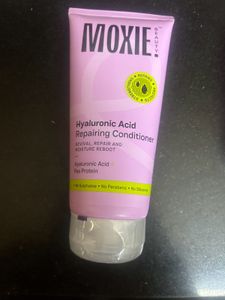 MOXIE!
BEAUTY
Hyaluronic Acid
Repairing Conditioner
REVIVAL, REPAIR AND
MOISTURE REBOOT
Hyaluronic Acid +
Pea Protein
No Sulphates • No Parabens • No Silicones